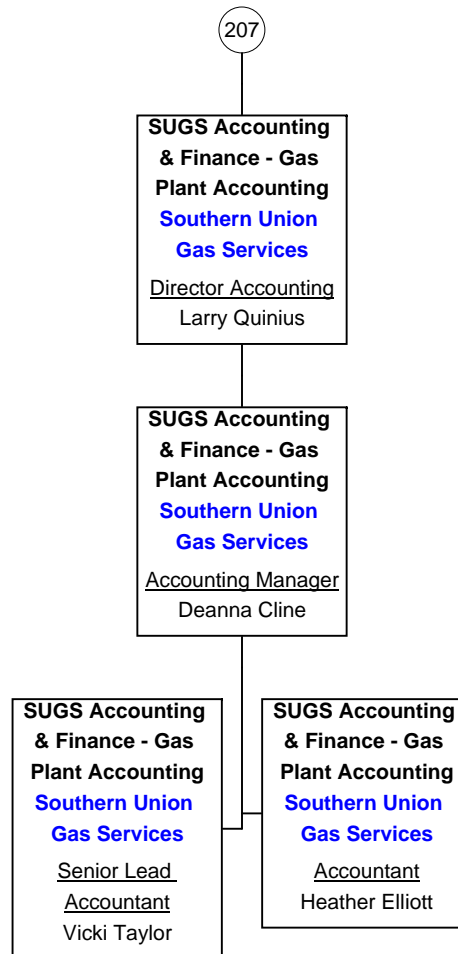 207
SUGS Accounting
& Finance - Gas
Plant Accounting
Southern Union
Gas Services
Director Accounting
Larry Quinius
SUGS Accounting
& Finance - Gas
Plant Accounting
Southern Union
Gas Services
Accounting Manager
Deanna Cline
SUGS Accounting
& Finance - Gas
Plant Accounting
Southern Union
Gas Services
Senior Lead
Accountant
Vicki Taylor
SUGS Accounting
& Finance - Gas
Plant Accounting
Southern Union
Gas Services
Accountant
Heather Elliott